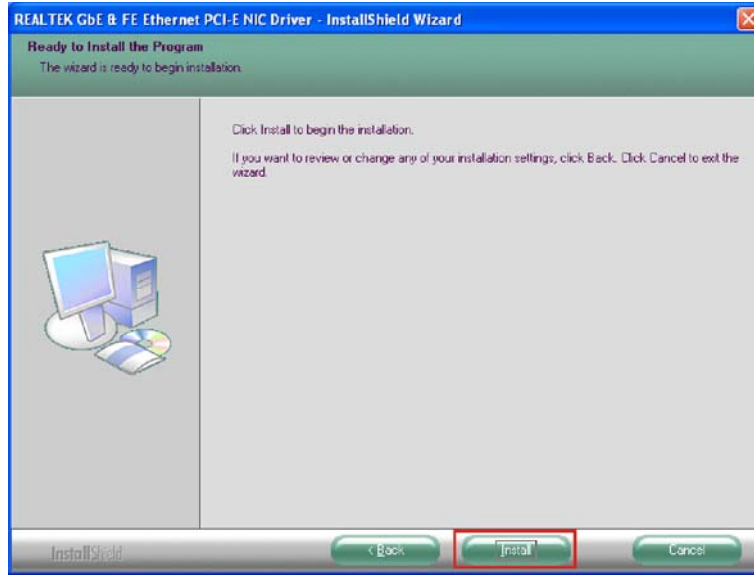 REALTEK GbE & FE Ethernet PCI-E NIC Driver - InstallShield Wizard
Ready to Install the Program
The wizard is ready to begin installation.
Click Install to begin the installation.
If you want to review or change any of your installation settings, click Back. Click Cancel to exit the
wizard.
InstallShield
< Back
Install
Cancel